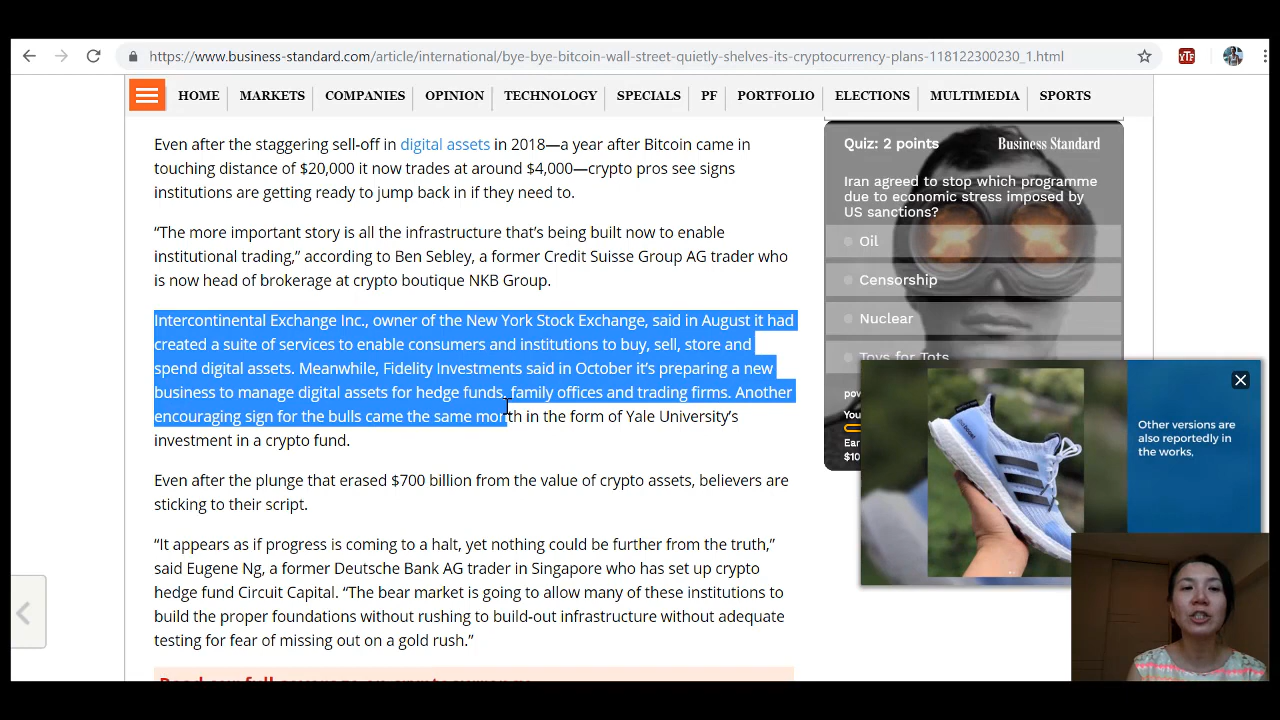 https://www.business-standard.com/article/international/bye-bye-bitcoin-wall-street-quietly-shelves-its-cryptocurrency-plans-118122300230_1.html
YTF
HOME MARKETS COMPANIES OPINION TECHNOLOGY SPECIALS PF PORTFOLIO ELECTIONS MULTIMEDIA SPORTS
Even after the staggering sell-off in digital assets in 2018—a year after Bitcoin came in
touching distance of $20,000 it now trades at around $4,000—crypto pros see signs
institutions are getting ready to jump back in if they need to.
“The more important story is all the infrastructure that’s being built now to enable
institutional trading,” according to Ben Sebley, a former Credit Suisse Group AG trader who
is now head of brokerage at crypto boutique NKB Group.
Intercontinental Exchange Inc., owner of the New York Stock Exchange, said in August it had
created a suite of services to enable consumers and institutions to buy, sell, store and
spend digital assets. Meanwhile, Fidelity Investments said in October it’s preparing a new
business to manage digital assets for hedge funds, family offices and trading firms. Another
encouraging sign for the bulls came the same month in the form of Yale University’s
investment in a crypto fund.
Even after the plunge that erased $700 billion from the value of crypto assets, believers are
sticking to their script.
“It appears as if progress is coming to a halt, yet nothing could be further from the truth,”
said Eugene Ng, a former Deutsche Bank AG trader in Singapore who has set up crypto
hedge fund Circuit Capital. “The bear market is going to allow many of these institutions to
build the proper foundations without rushing to build-out infrastructure without adequate
testing for fear of missing out on a gold rush.”
Quiz: 2 points
Business Standard
Iran agreed to stop which programme
due to economic stress imposed by
US sanctions?
Oil
Censorship
Nuclear
Toys for Tots
pow
You
Ear
$10
Other versions are
also reportedly in
the works,